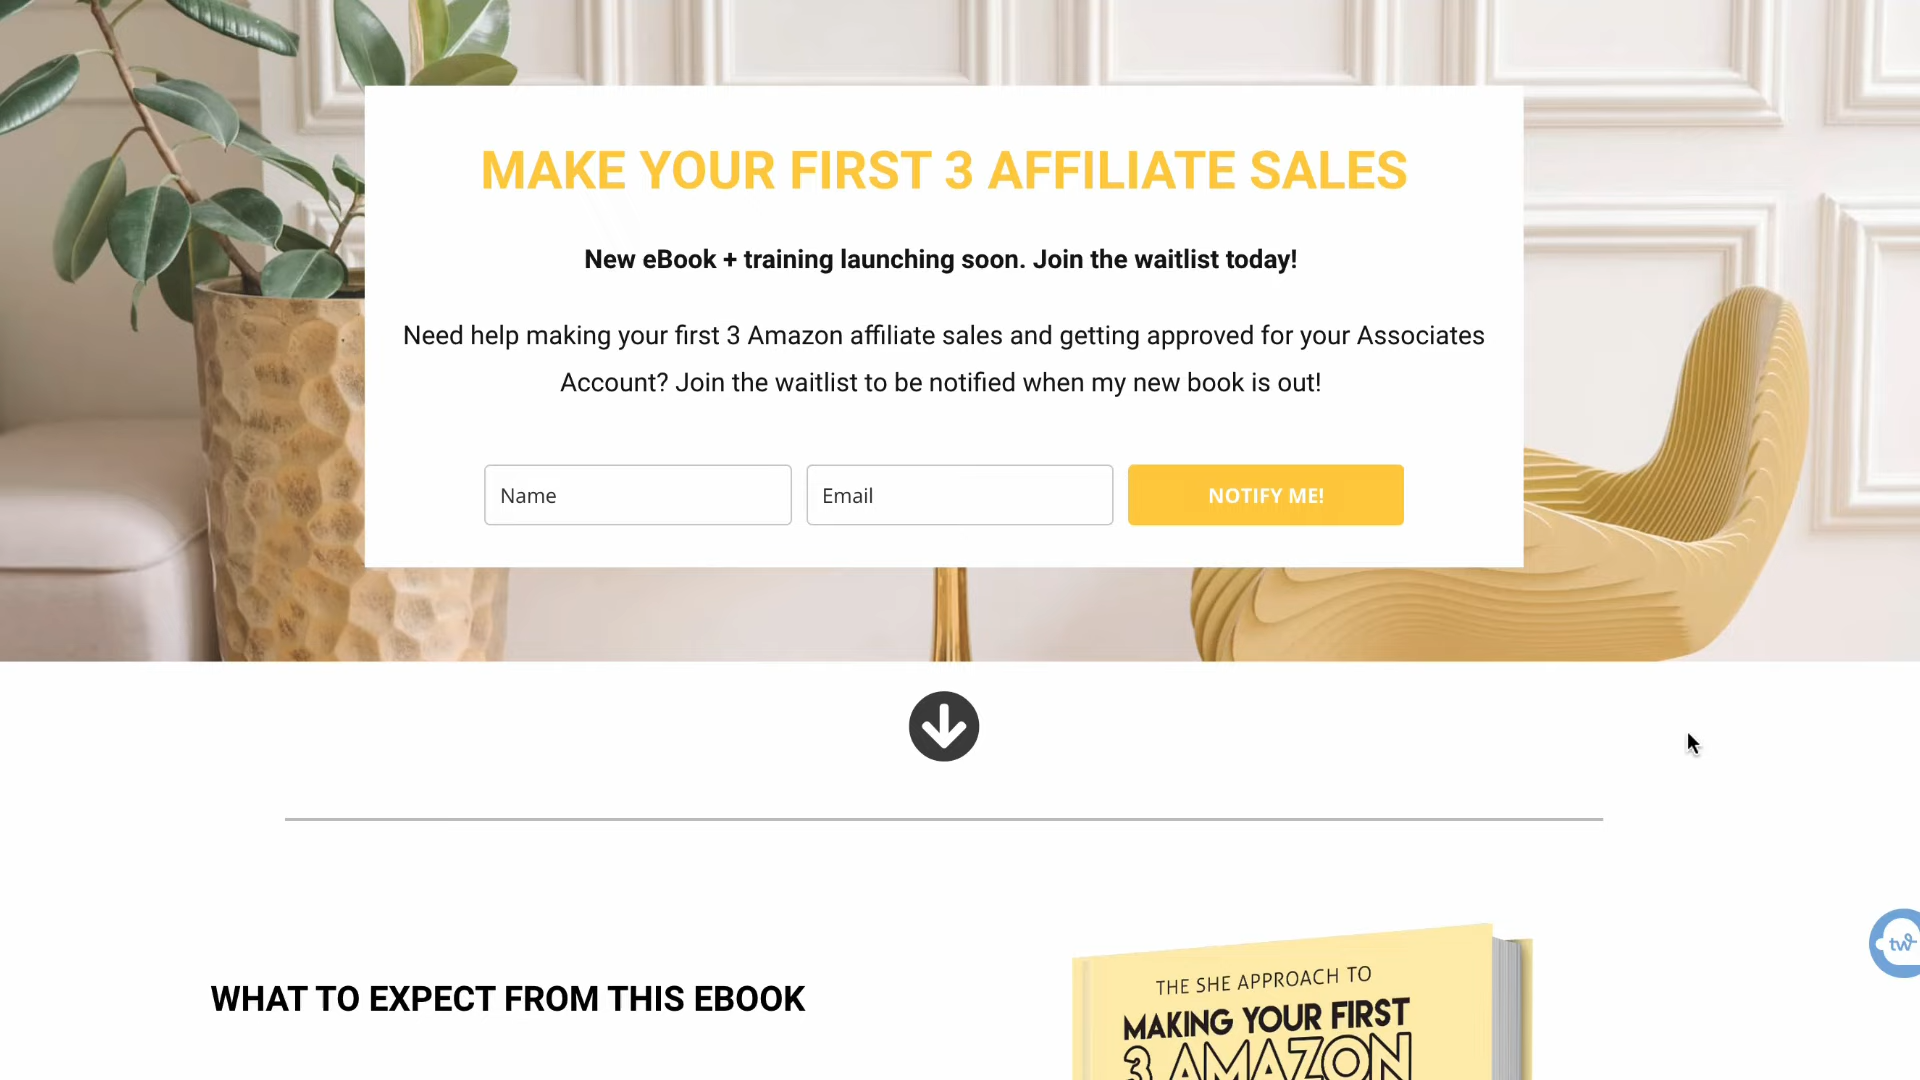 MAKE YOUR FIRST 3 AFFILIATE SALES
New eBook + training launching soon. Join the waitlist today!
Need help making your first 3 Amazon affiliate sales and getting approved for your Associates
Account? Join the waitlist to be notified when my new book is out!
Name
Email
NOTIFY ME!
tw
WHAT TO EXPECT FROM THIS EBOOK
THE SHE APPROACH TO
MAKING YOUR FIRST
3 AMAZON